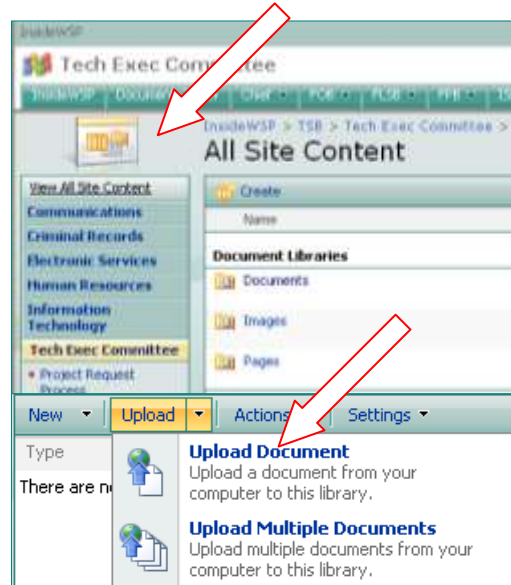 InsideWSP
Tech Exec Committee
InsideWSP Document
InsideWSP > TSB > Tech Exec Committee >
All Site Content
View All Site Content
Communications
Criminal Records
Electronic Services
Human Resources
Information
Technology
Tech Exec Committee
Project Request
Process
Create
Name
Document Libraries
Documents
Images
Pages
New Upload Actions Settings
Type
There are n
Upload Document
Upload a document from your
computer to this library.
Upload Multiple Documents
Upload multiple documents from your
computer to this library.